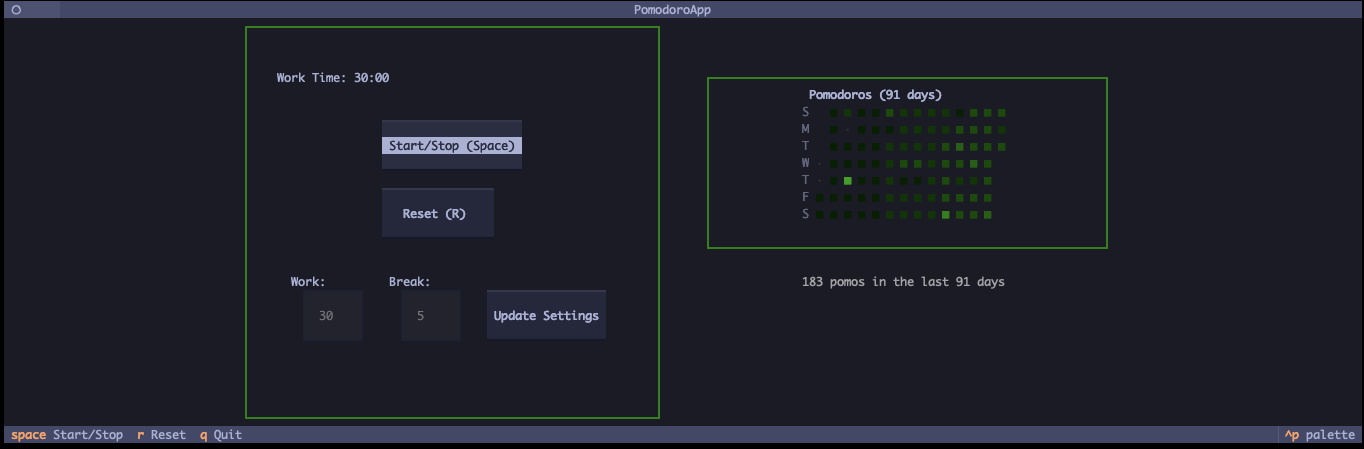 PomodoroApp
Work Time: 30:00
Start/Stop (Space)
Reset (R)
Work: Break:
30 5 Update Settings
Pomodoros (91 days)
S
M
T
W
T
F
S
183 pomos in the last 91 days
space Start/Stop r Reset q Quit ^p palette